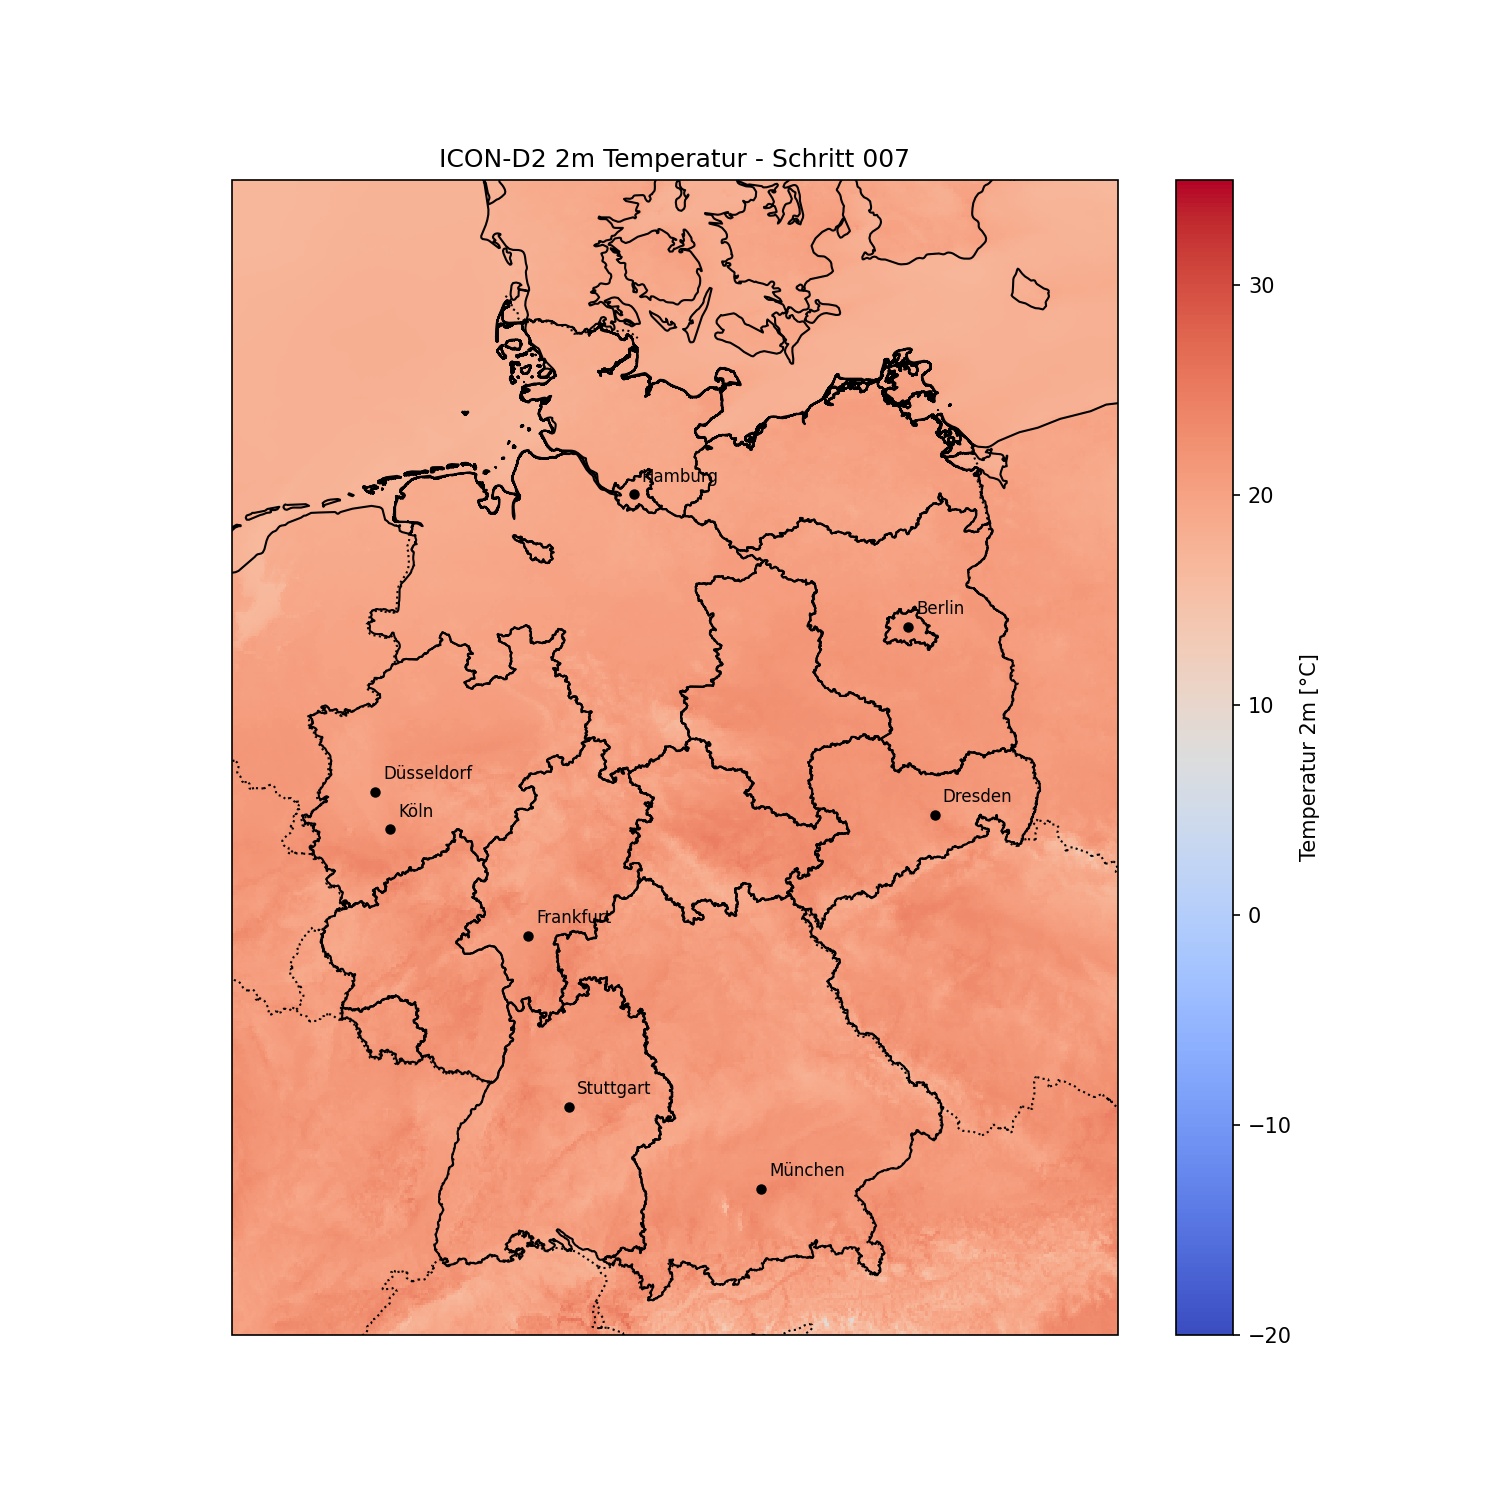 ICON-D2 2m Temperatur - Schritt 007
Hamburg
Berlin
Düsseldorf
Köln
Dresden
Frankfurt
Stuttgart
München
30
20
10
0
−10
−20
Temperatur 2m [°C]